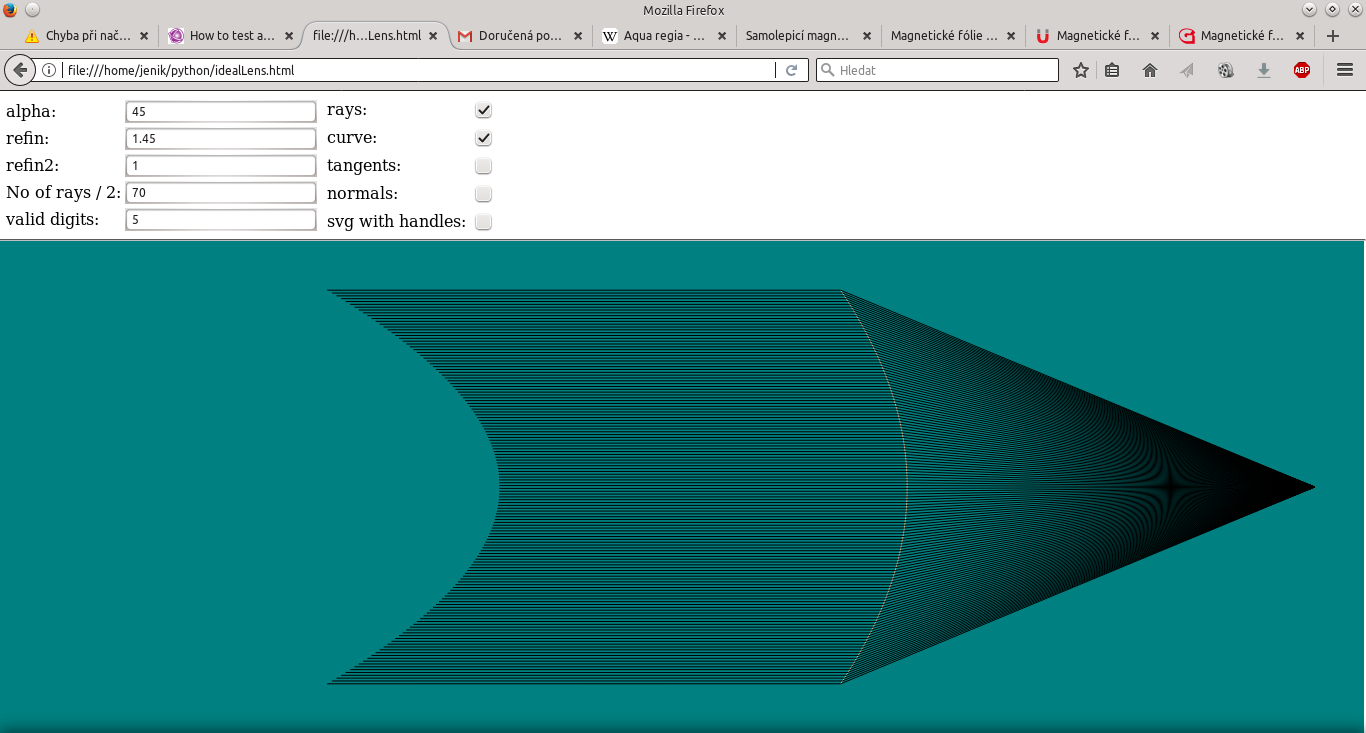 Mozilla Firefox
Chyba při nač...
How to test a...
file:///h...Lens.html
Doručená po...
Aqua regia - ...
Samolepicí magn...
Magnetické fólie ...
Magnetické f...
Magnetické f...
file:///home/jenik/python/idealLens.html
Hledat
ABP
alpha: 45 rays:
refin: 1.45 curve:
refin2: 1 tangents:
No of rays / 2: 70 normals:
valid digits: 5 svg with handles: